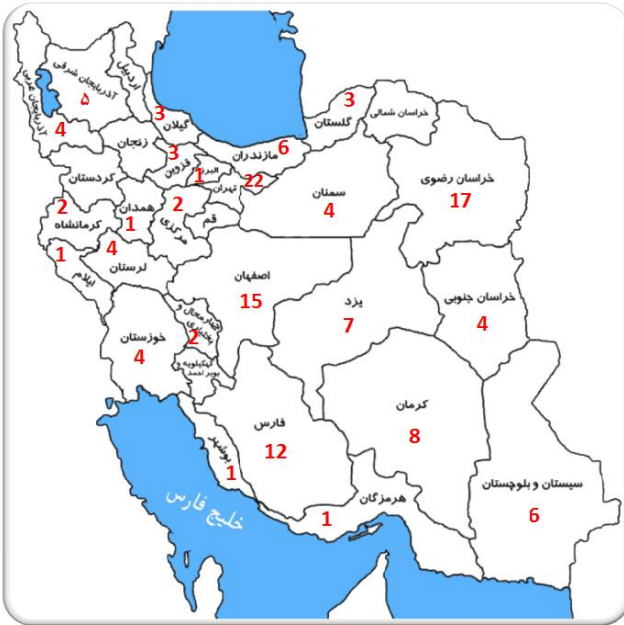 آذربایجان شرقی
۵
اردبیل
آذربایجان غربی
4
3
گیلان
زنجان
3
قزوین
البرز
1
تهران
22
6
مازندران
3
گلستان
خراسان شمالی
خراسان رضوی
17
سمنان
4
کردستان
2
کرمانشاه
همدان
1
2
مرکزی
قم
1
ایلام
4
لرستان
اصفهان
15
یزد
7
خراسان جنوبی
4
خوزستان
4
چهارمحال و
بختیاری
2
کهگیلویه و
بویر احمد
فارس
12
کرمان
8
بوشهر
1
هرمزگان
1
سیستان و بلوچستان
6
خلیج فارس